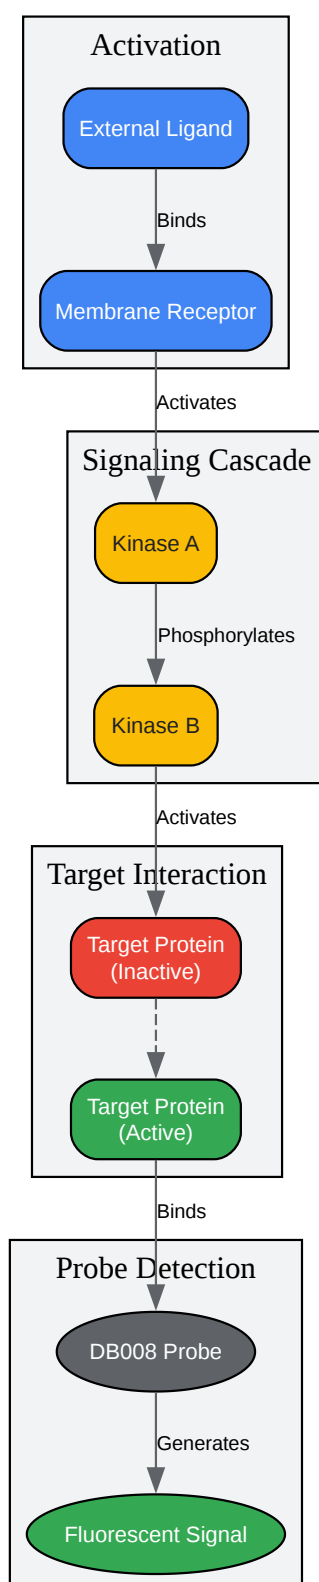 Activation
External Ligand
Binds
Membrane Receptor
Activates
Signaling Cascade
Kinase A
Phosphorylates
Kinase B
Activates
Target Interaction
Target Protein
(Inactive)
Target Protein
(Active)
Binds
Probe Detection
DB008 Probe
Generates
Fluorescent Signal